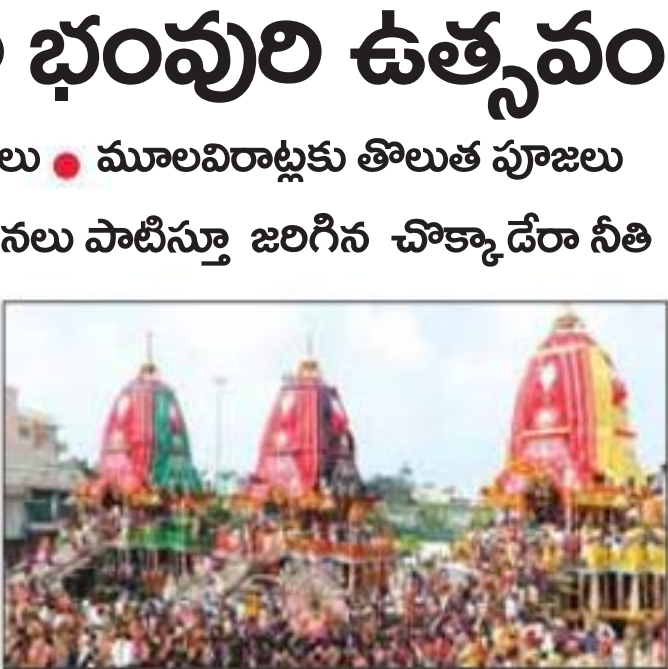 భంవురి ఉత్సవం
లు ● మూలవిరాట్లకు తొలుత పూజలు
నలు పాటిస్తూ జరిగిన చొక్కాడేరా నీతి